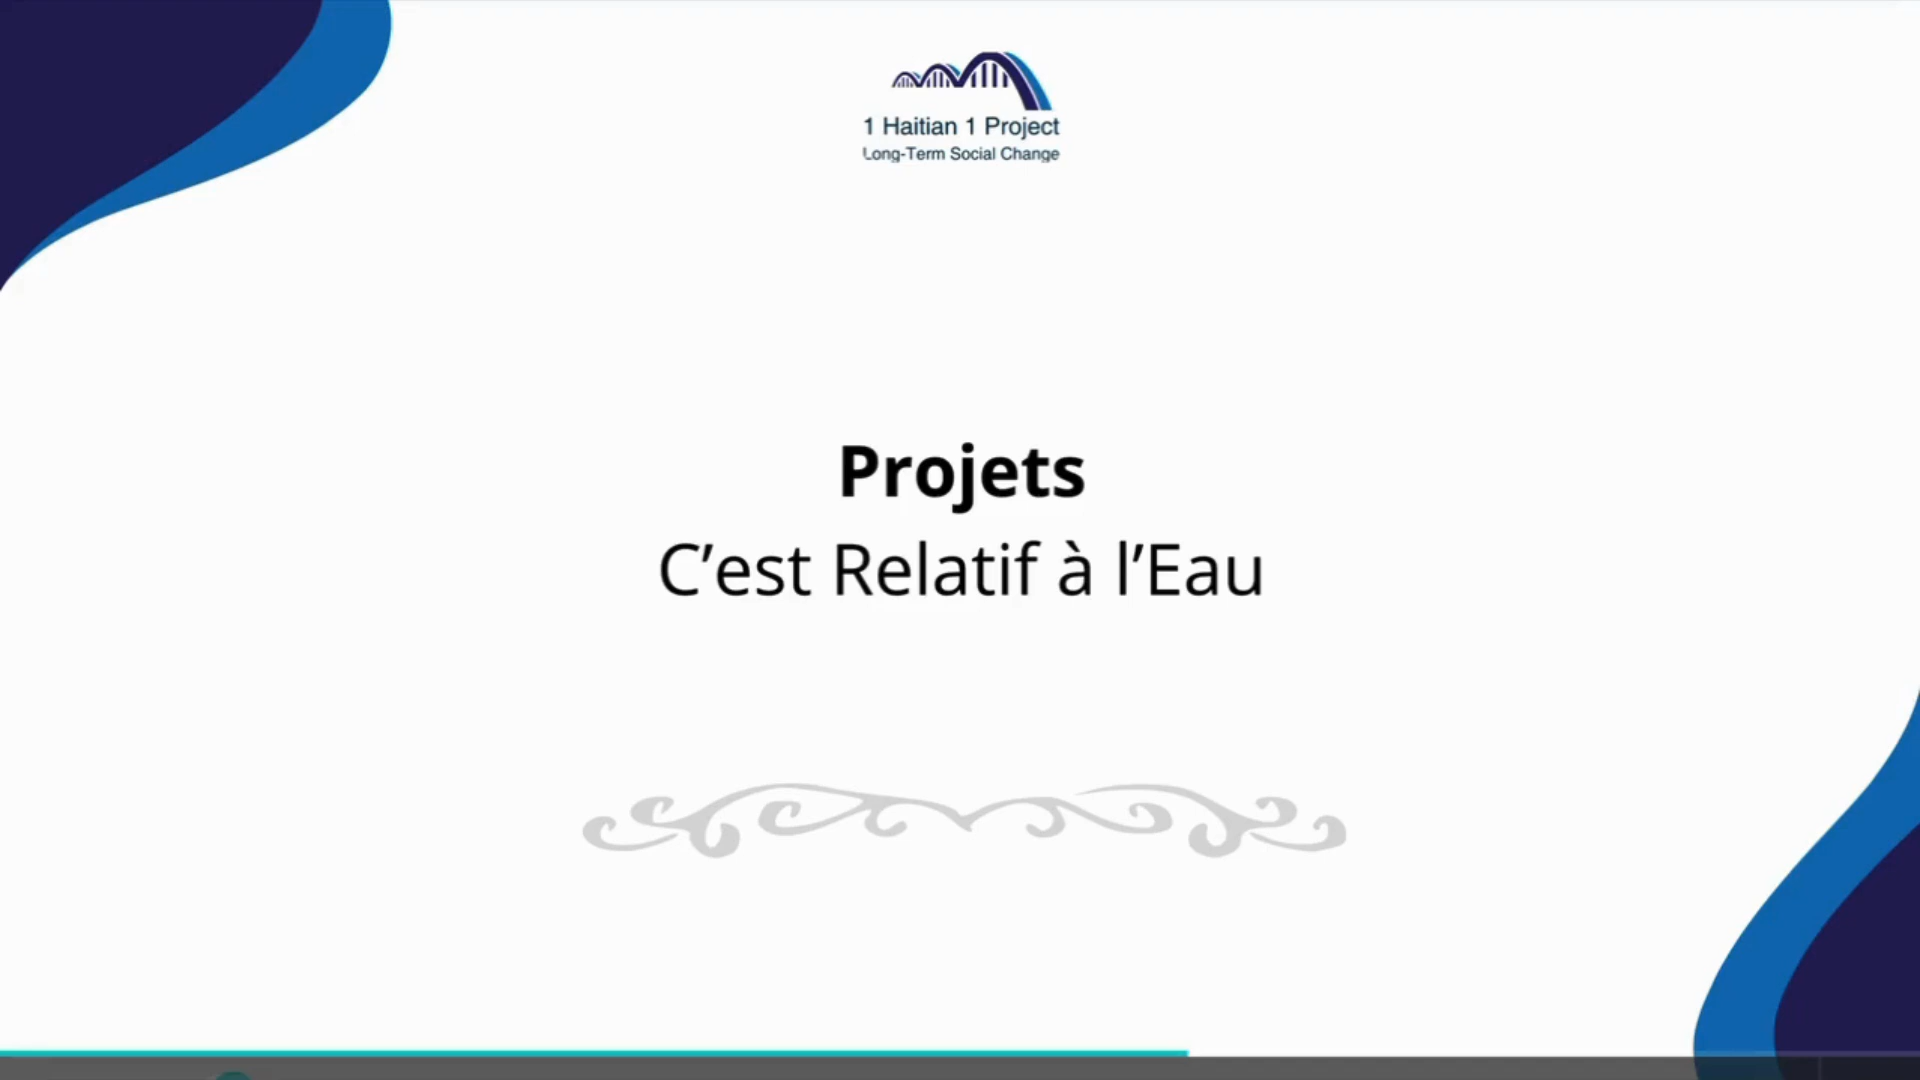 1 Haitian 1 Project
Long-Term Social Change
Projets
C’est Relatif à l’Eau